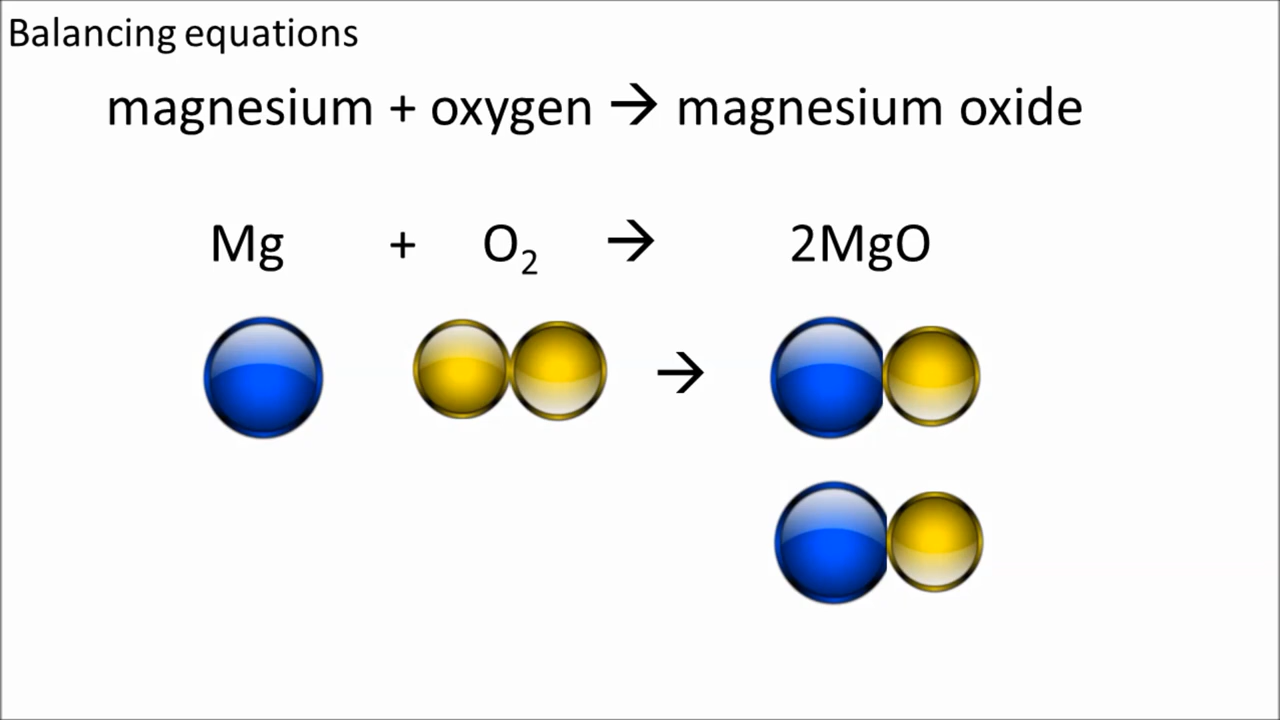 Balancing equations
magnesium + oxygen → magnesium oxide
Mg + O₂ → 2MgO
→